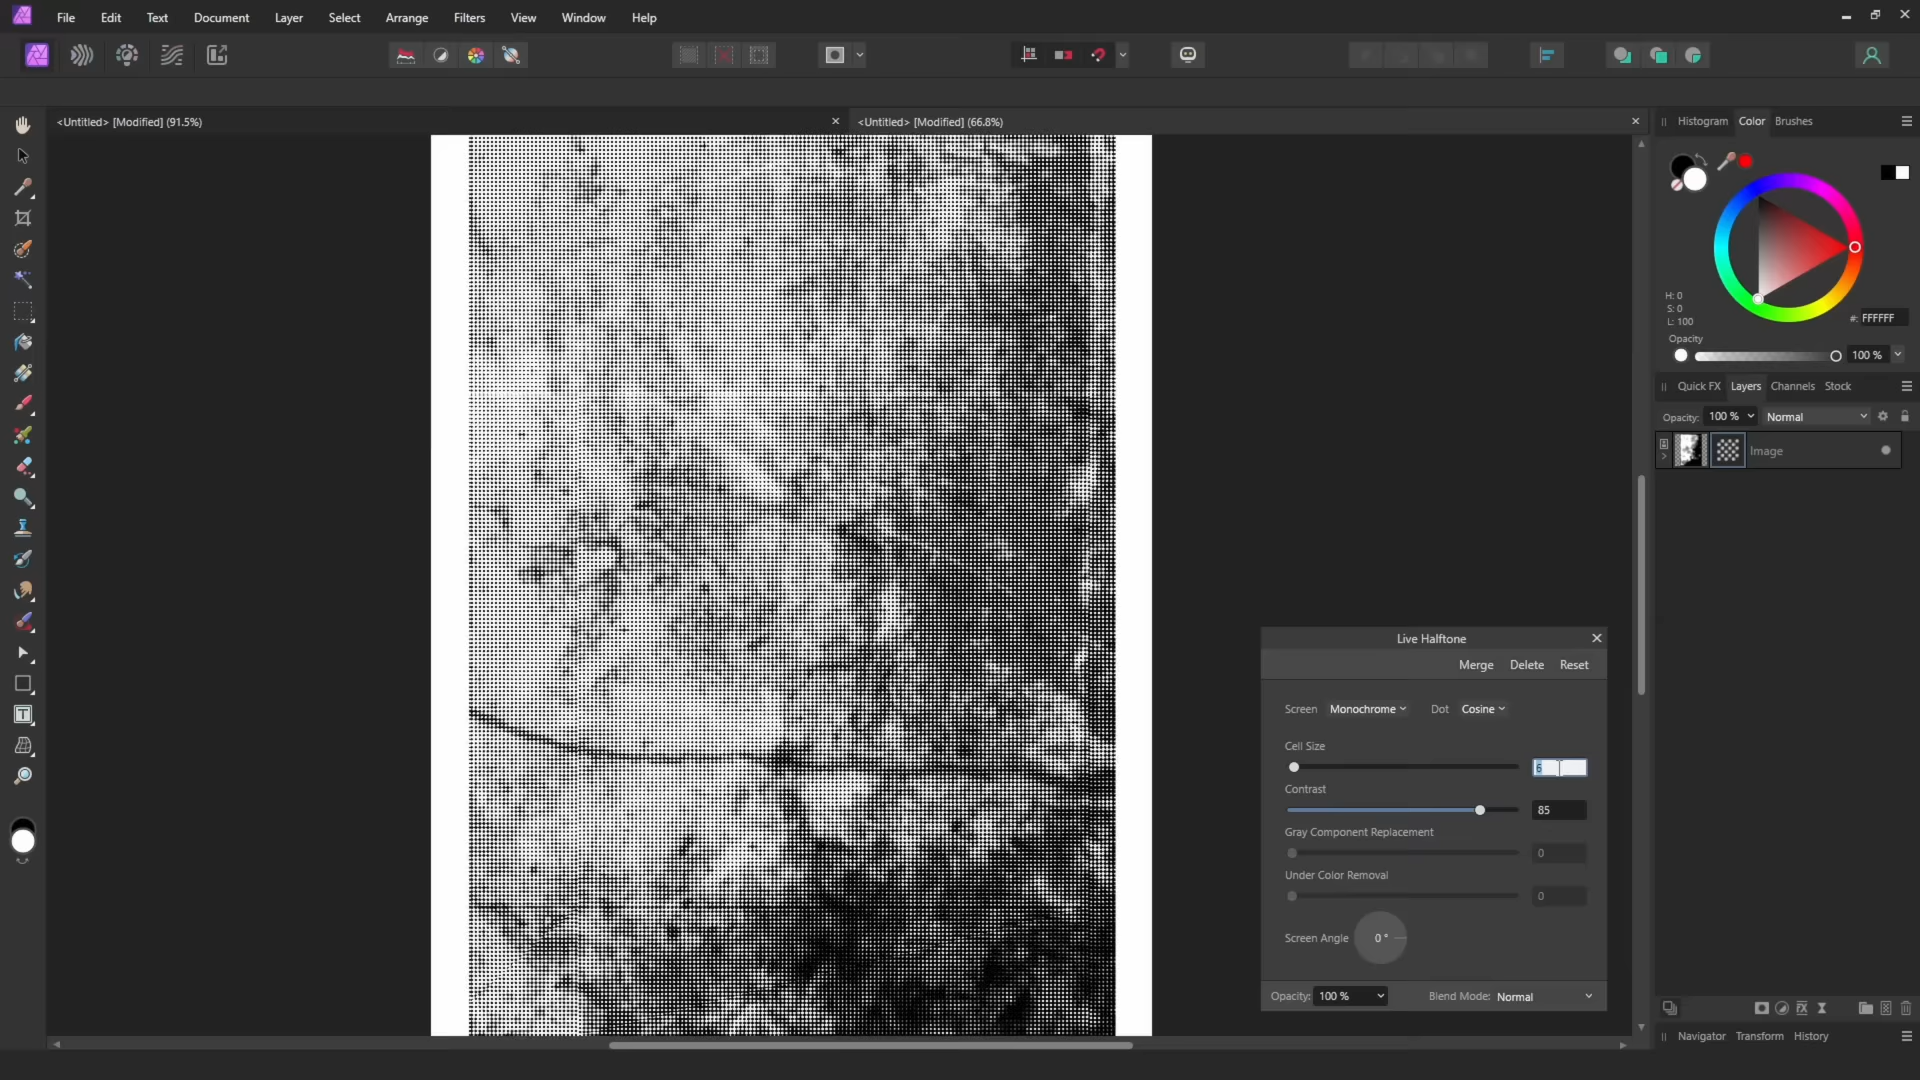 File Edit Text Document Layer Select Arrange Filters View Window Help
<Untitled> [Modified] (91.5%)
<Untitled> [Modified] (66.8%)
Histogram Color Brushes
H: 0
S: 0
L: 100
#: FFFFFF
Opacity
100 %
Quick FX Layers Channels Stock
Opacity: 100 % Normal
Image
Live Halftone
Merge Delete Reset
Screen Monochrome Dot Cosine
Cell Size
6
Contrast
85
Gray Component Replacement
0
Under Color Removal
0
Screen Angle 0 °
Opacity: 100 % Blend Mode: Normal
Navigator Transform History